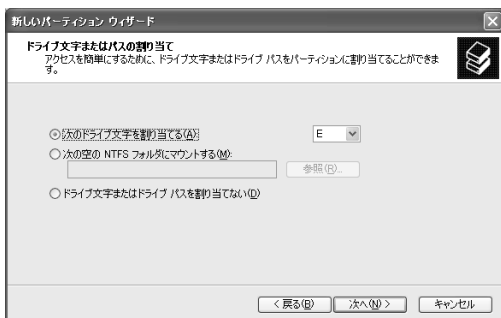 新しいパーティション ウィザード
ドライブ文字またはパスの割り当て
アクセスを簡単にするために、ドライブ文字またはドライブ パスをパーティションに割り当てることができま
す。
次のドライブ文字を割り当てる(A): E
次の空の NTFS フォルダにマウントする(M):
参照(R)...
ドライブ文字またはドライブ パスを割り当てない(D)
< 戻る(B) 次へ(N) > キャンセル